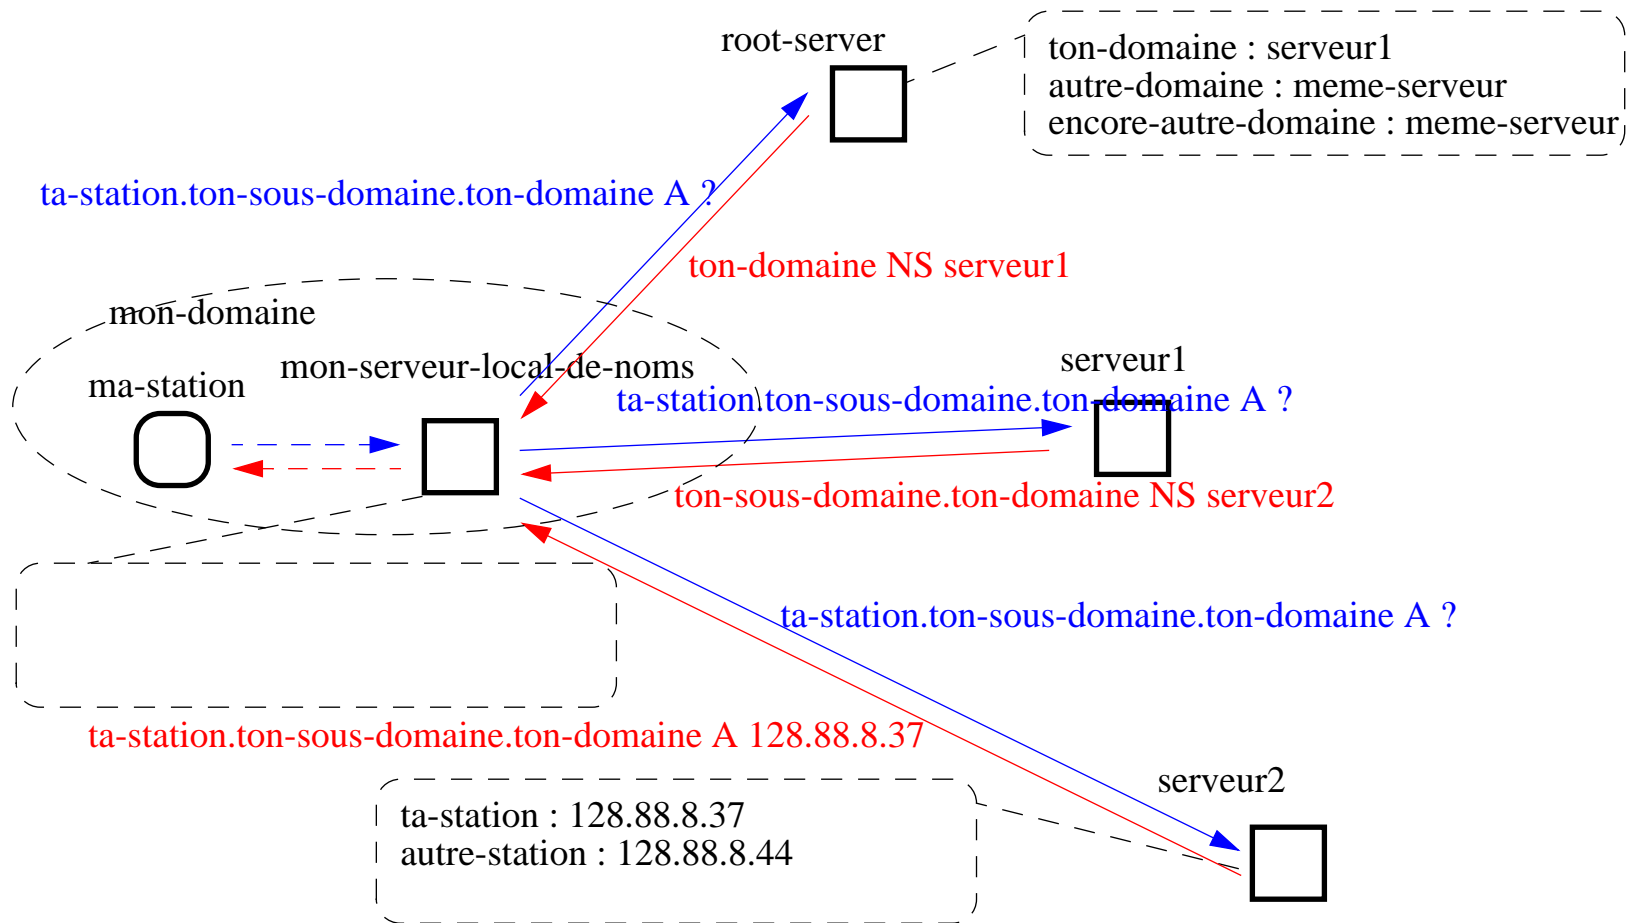 root-server
ton-domaine : serveur1
autre-domaine : meme-serveur
encore-autre-domaine : meme-serveur
ta-station.ton-sous-domaine.ton-domaine A ?
ton-domaine NS serveur1
mon-domaine
mon-serveur-local-de-noms
serveur1
ma-station
ta-station.ton-sous-domaine.ton-domaine A ?
ton-sous-domaine.ton-domaine NS serveur2
ta-station.ton-sous-domaine.ton-domaine A ?
ta-station.ton-sous-domaine.ton-domaine A 128.88.8.37
serveur2
ta-station : 128.88.8.37
autre-station : 128.88.8.44